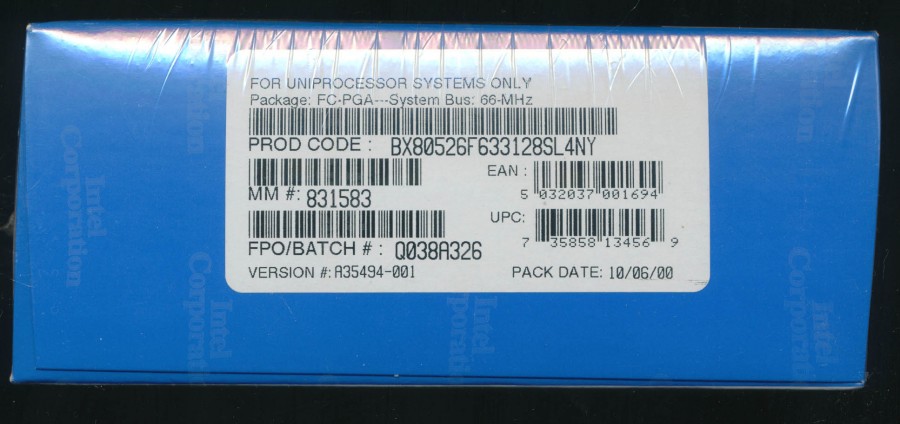 FOR UNIPROCESSOR SYSTEMS ONLY
Package: FC-PGA---System Bus: 66-MHz
PROD CODE : BX80526F633128SL4NY
EAN :
5 032037 001694
MM #: 831583
UPC:
7 35858 13456 9
FPO/BATCH # : Q038A326
VERSION #: A35494-001 PACK DATE: 10/06/00
Intel
Corporation
Intel
Corporation
Intel
Corporation
Intel
Corporation